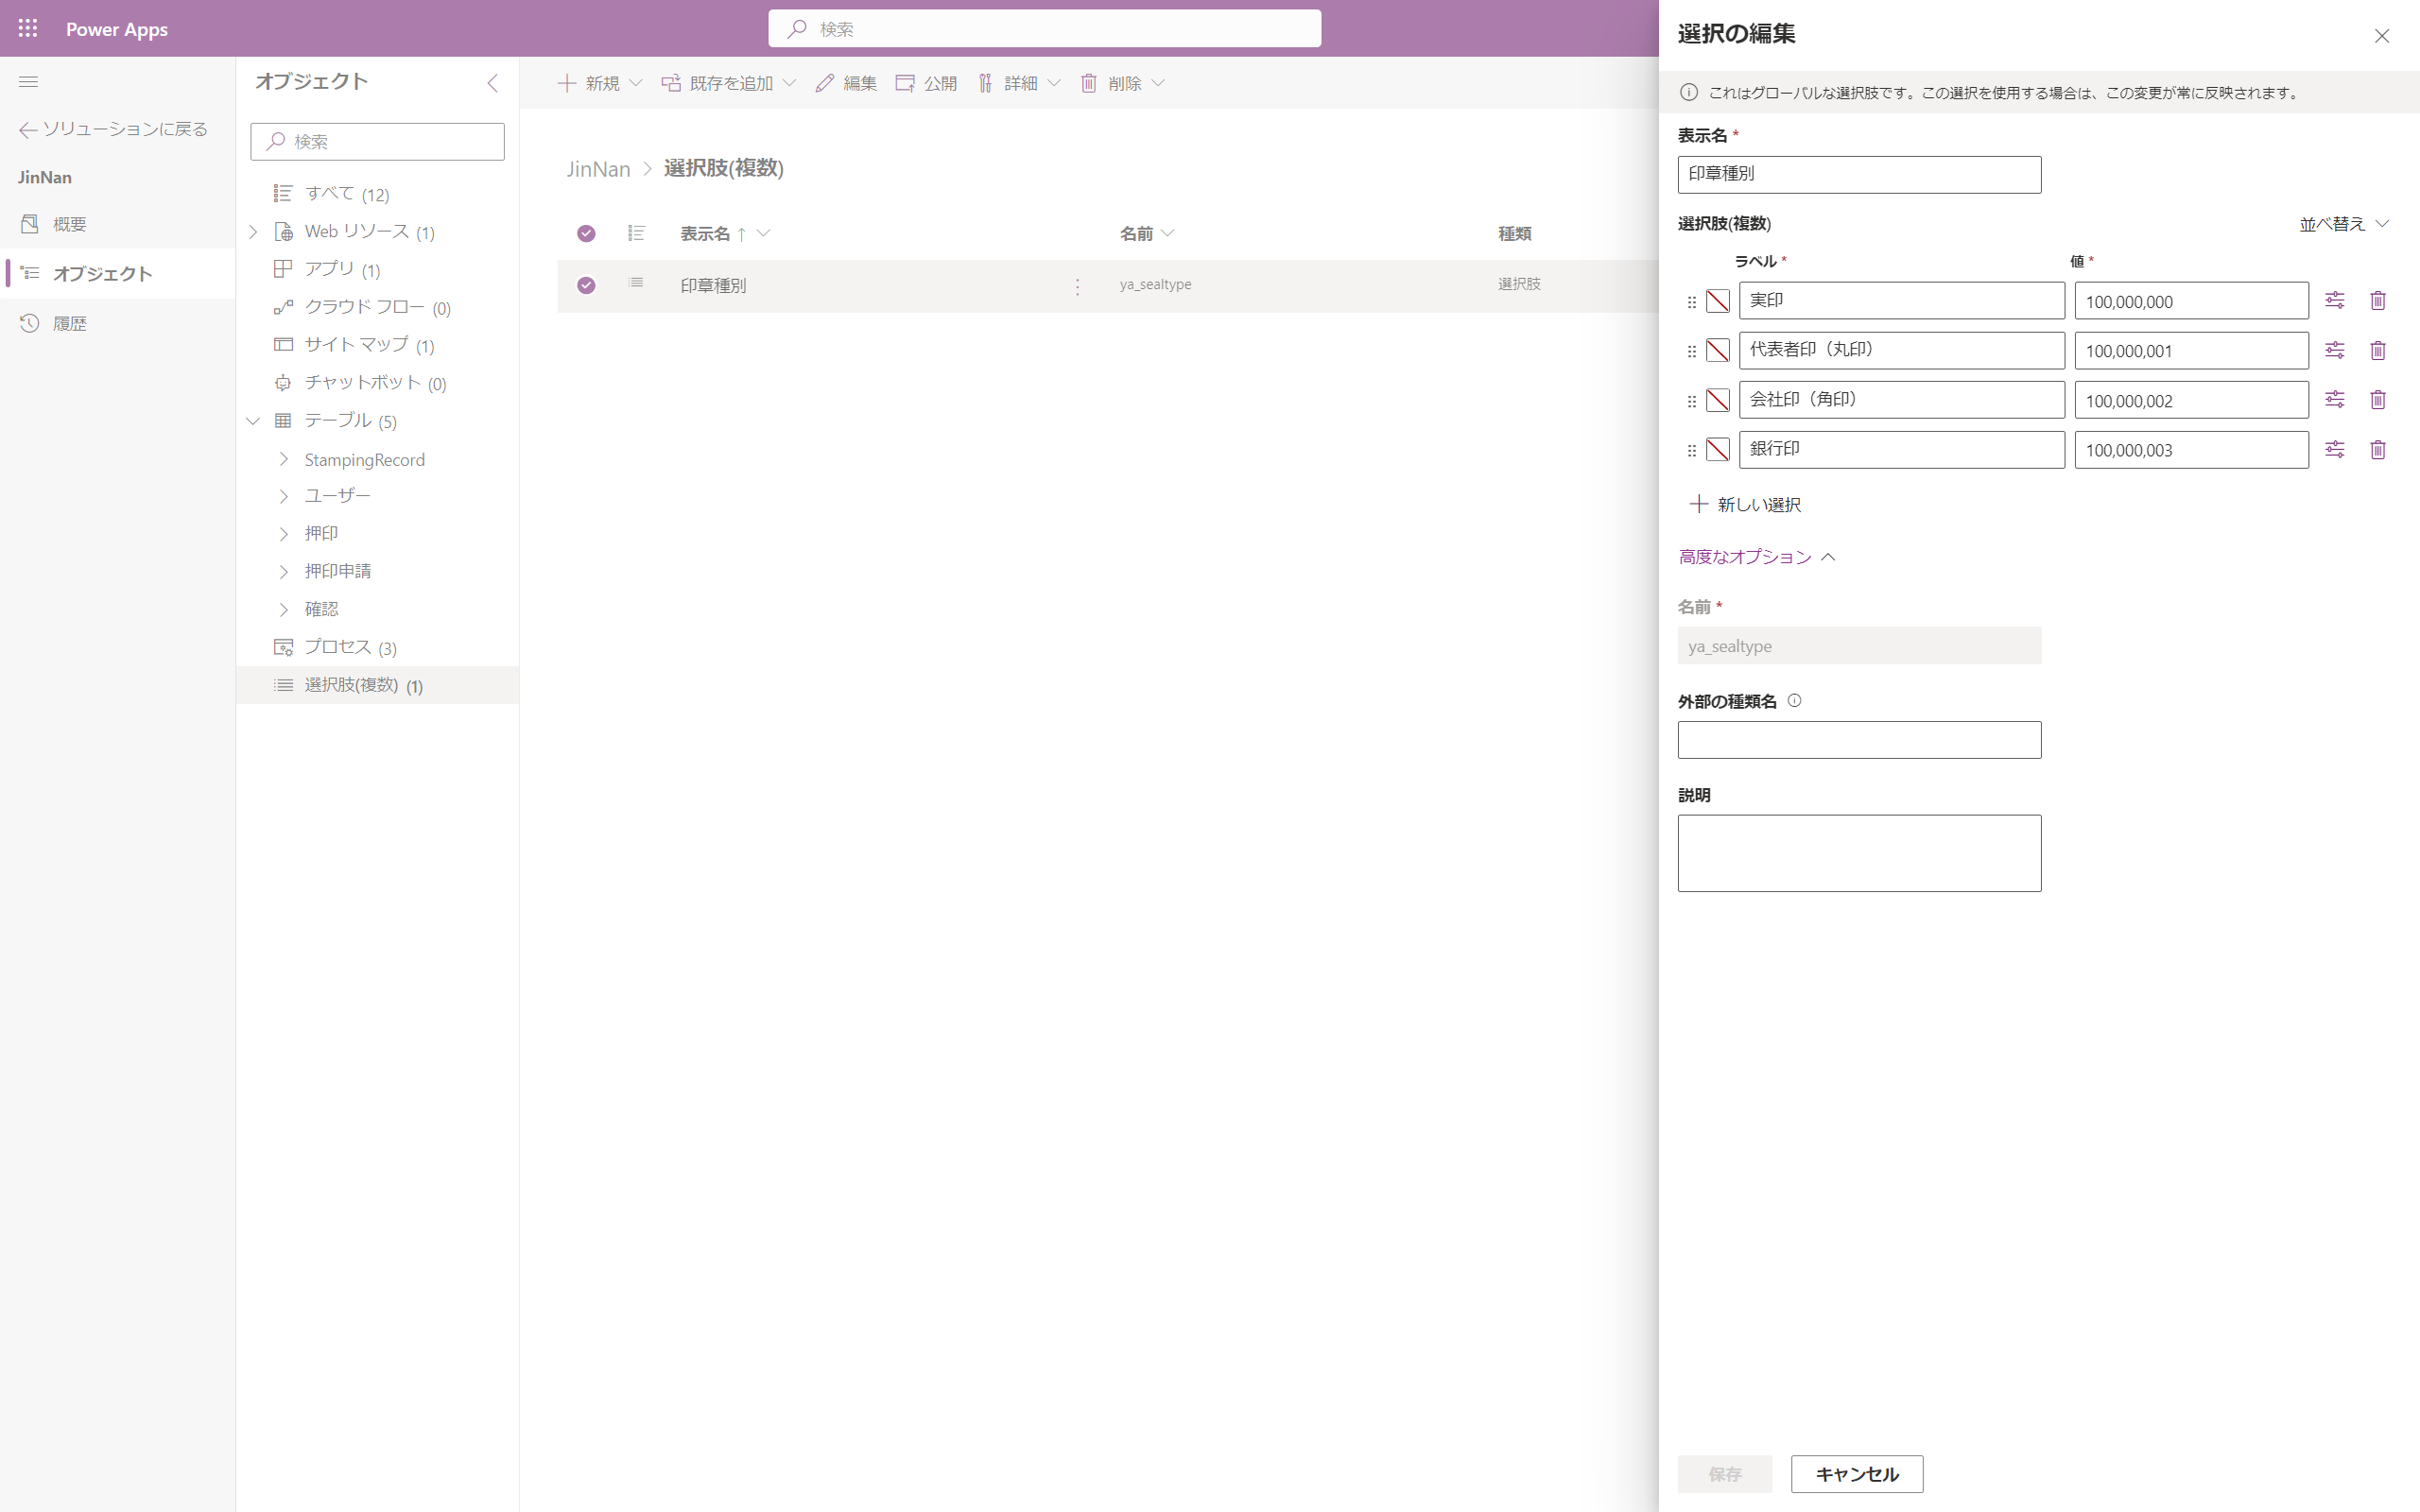 Power Apps
検索
ソリューションに戻る
JinNan
概要
オブジェクト
履歴
オブジェクト
検索
すべて (12)
Web リソース (1)
アプリ (1)
クラウド フロー (0)
サイト マップ (1)
チャットボット (0)
テーブル (5)
StampingRecord
ユーザー
押印
押印申請
確認
プロセス (3)
選択肢(複数) (1)
新規 既存を追加 編集 公開 詳細 削除
JinNan > 選択肢(複数)
表示名 ↑ 名前 種類
印章種別 ya_sealtype 選択肢
選択の編集
これはグローバルな選択肢です。この選択を使用する場合は、この変更が常に反映されます。
表示名 *
印章種別
選択肢(複数) 並べ替え
ラベル * 値 *
実印 100,000,000
代表者印（丸印） 100,000,001
会社印（角印） 100,000,002
銀行印 100,000,003
新しい選択
高度なオプション
名前 *
ya_sealtype
外部の種類名
説明
保存 キャンセル